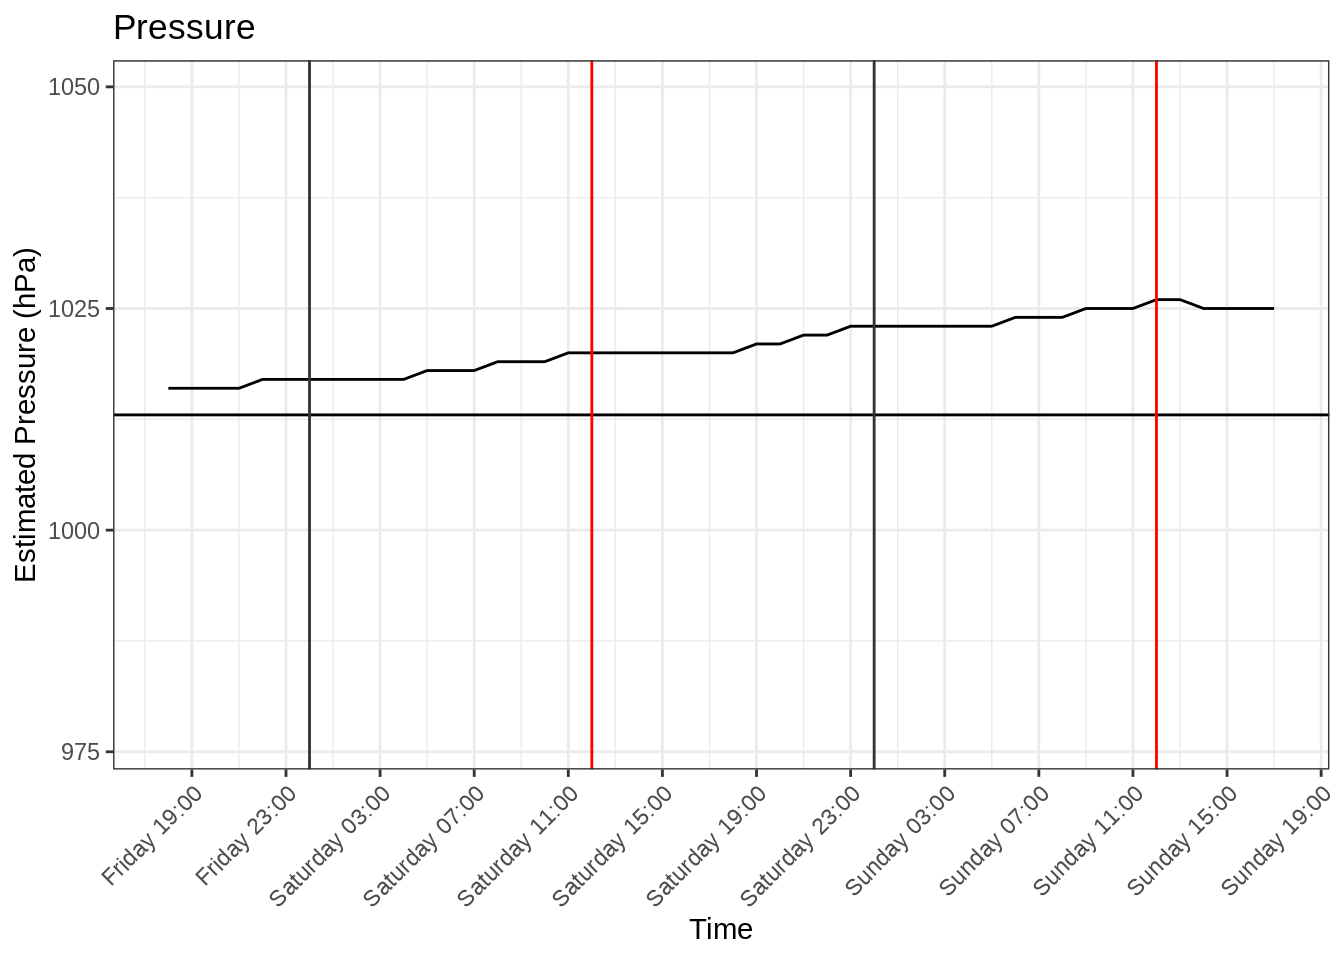 Pressure
Estimated Pressure (hPa)
1050
1025
1000
975
Friday 19:00
Friday 23:00
Saturday 03:00
Saturday 07:00
Saturday 11:00
Saturday 15:00
Saturday 19:00
Saturday 23:00
Sunday 03:00
Sunday 07:00
Sunday 11:00
Sunday 15:00
Sunday 19:00
Time